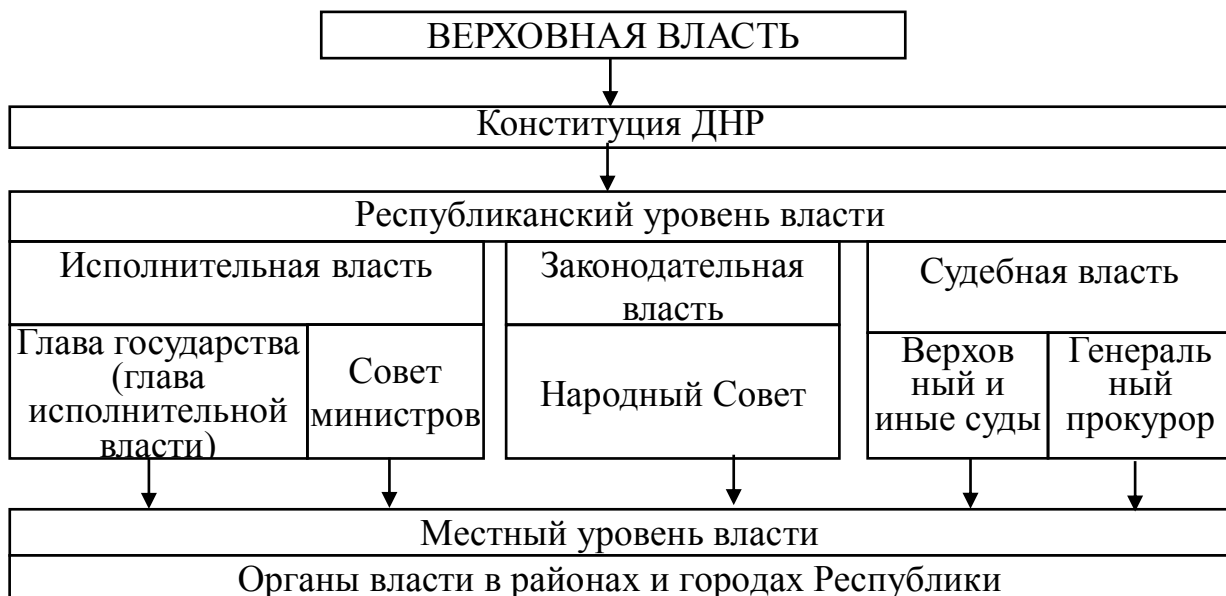 ВЕРХОВНАЯ ВЛАСТЬ
Конституция ДНР
Республиканский уровень власти
Исполнительная власть
Законодательная
власть
Судебная власть
Глава государства
(глава
исполнительной
власти)
Совет
министров
Народный Совет
Верхов
ный и
иные суды
Генераль
ный
прокурор
Местный уровень власти
Органы власти в районах и городах Республики